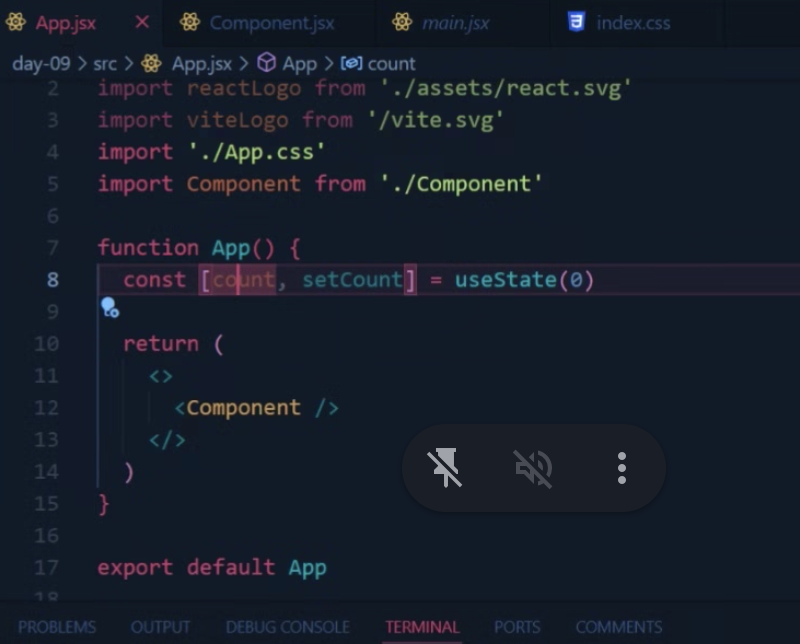 App.jsx Component.jsx main.jsx index.css
day-09 > src > App.jsx > App > count
2 import reactLogo from './assets/react.svg'
3 import viteLogo from '/vite.svg'
4 import './App.css'
5 import Component from './Component'
6
7 function App() {
8 const [count, setCount] = useState(0)
9
10 return (
11 <>
12 <Component />
13 </>
14 )
15 }
16
17 export default App
18
PROBLEMS OUTPUT DEBUG CONSOLE TERMINAL PORTS COMMENTS